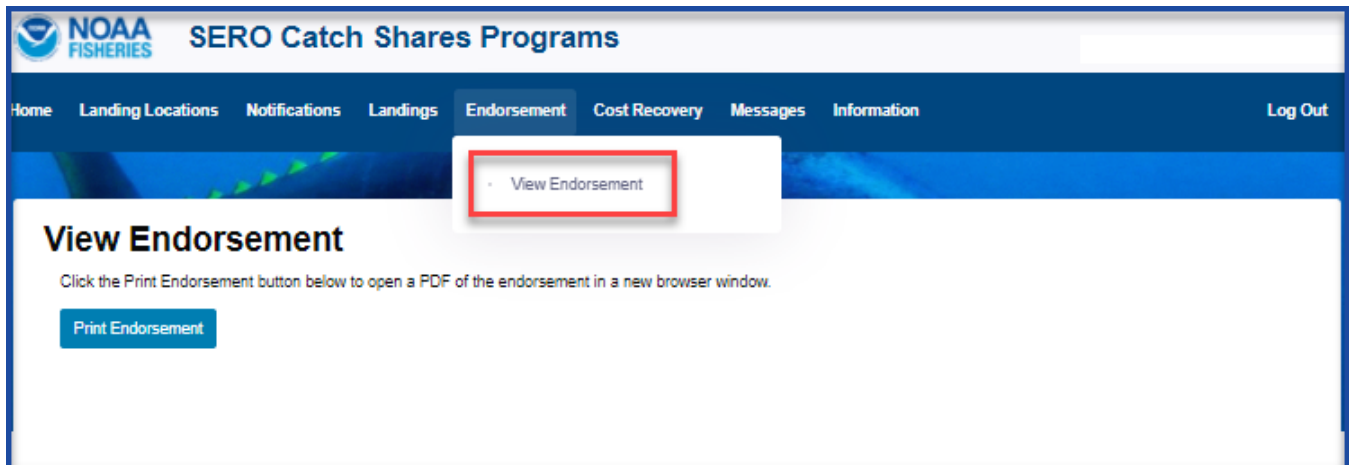 NOAA
FISHERIES
SERO Catch Shares Programs
Home Landing Locations Notifications Landings Endorsement Cost Recovery Messages Information Log Out
View Endorsement
View Endorsement
Click the Print Endorsement button below to open a PDF of the endorsement in a new browser window.
Print Endorsement